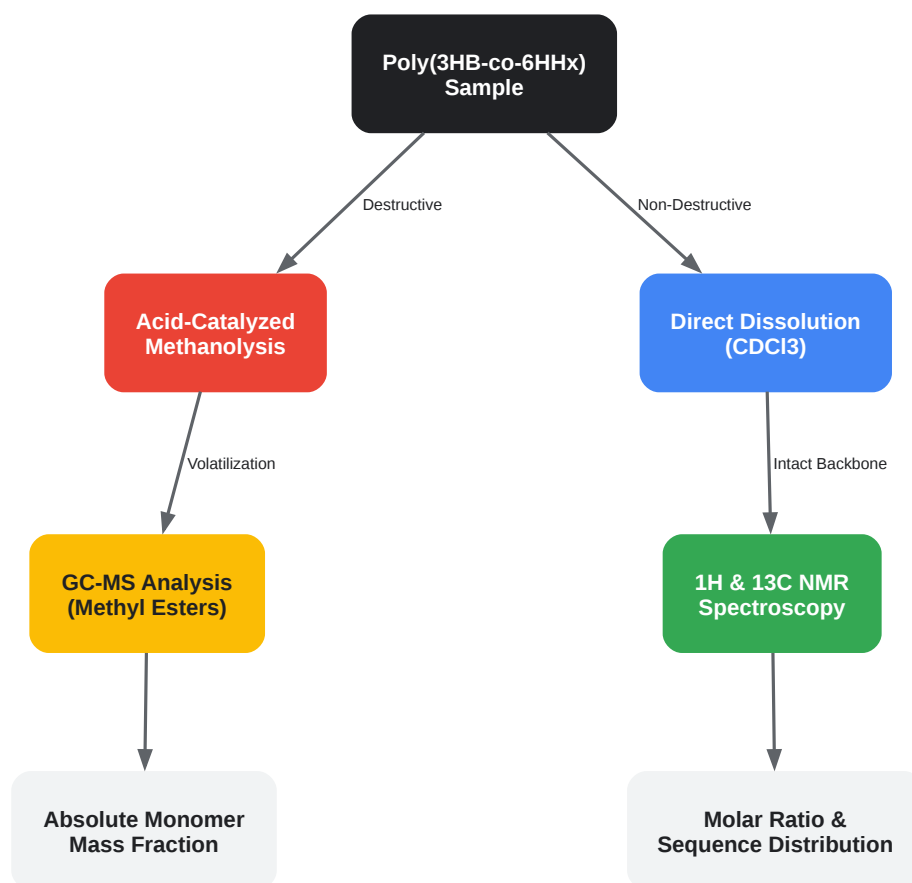 Poly(3HB-co-6HHx)
Sample
Destructive
Non-Destructive
Acid-Catalyzed
Methanolysis
Direct Dissolution
(CDCl3)
Volatilization
Intact Backbone
GC-MS Analysis
(Methyl Esters)
1H & 13C NMR
Spectroscopy
Absolute Monomer
Mass Fraction
Molar Ratio &
Sequence Distribution